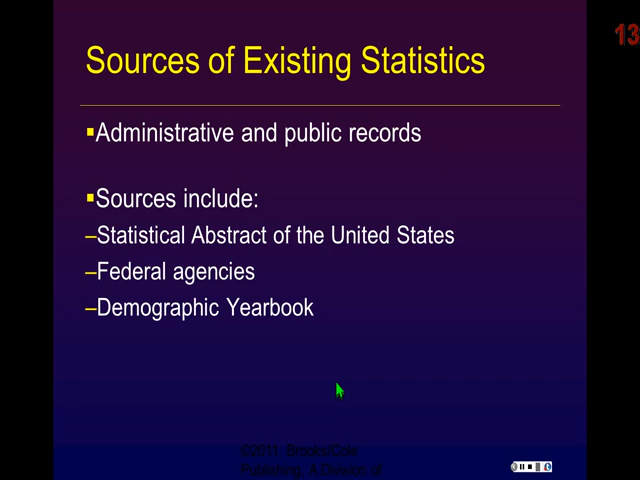 13
Sources of Existing Statistics
▪Administrative and public records
▪Sources include:
–Statistical Abstract of the United States
–Federal agencies
–Demographic Yearbook
©2011, Brooks/Cole
Publishing, A Division of